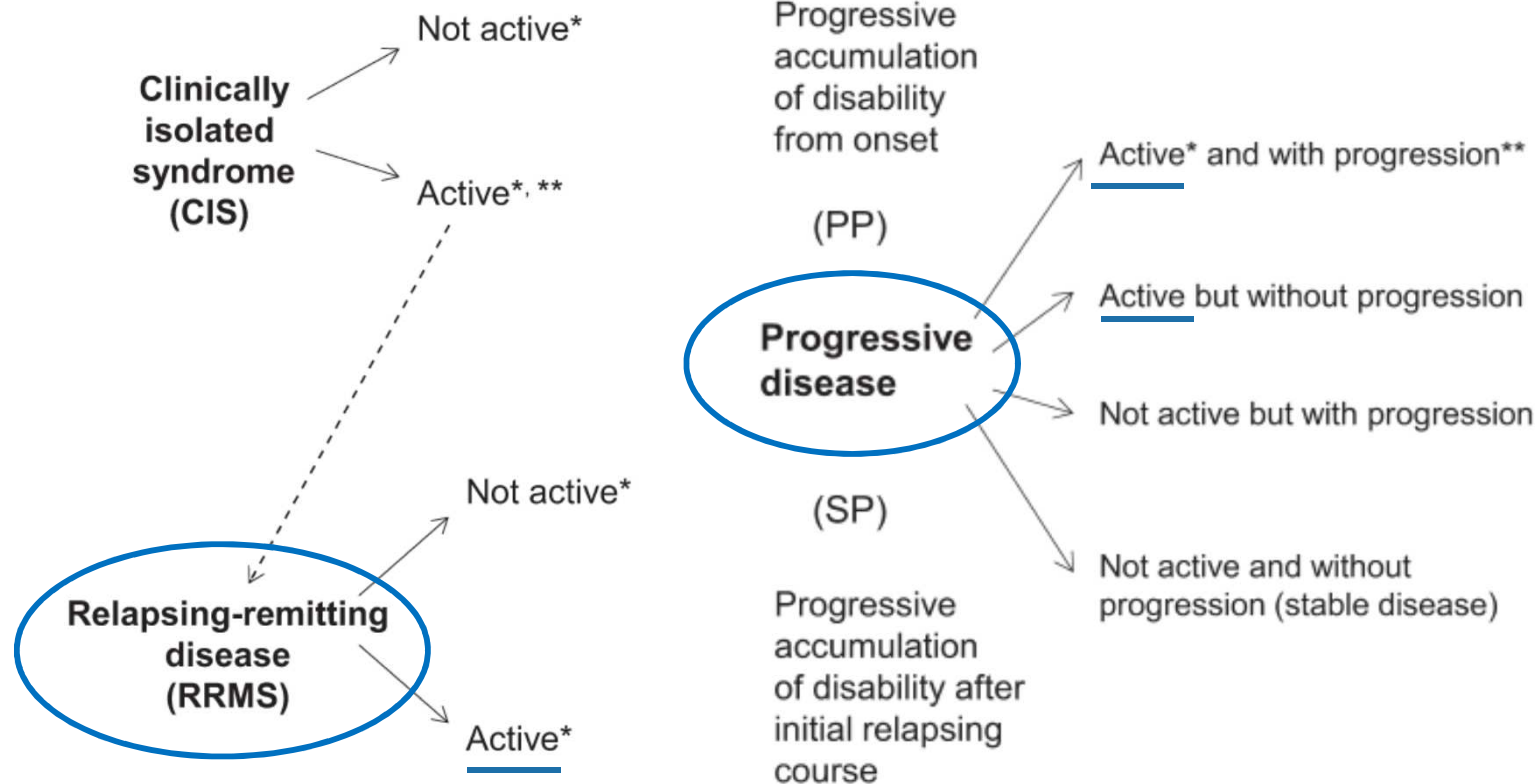 Not active*
Clinically
isolated
syndrome
(CIS)
Active*, **
Not active*
Relapsing-remitting
disease
(RRMS)
Active*
Progressive
accumulation
of disability
from onset
(PP)
Progressive
disease
(SP)
Progressive
accumulation
of disability after
initial relapsing
course
Active* and with progression**
Active but without progression
Not active but with progression
Not active and without
progression (stable disease)